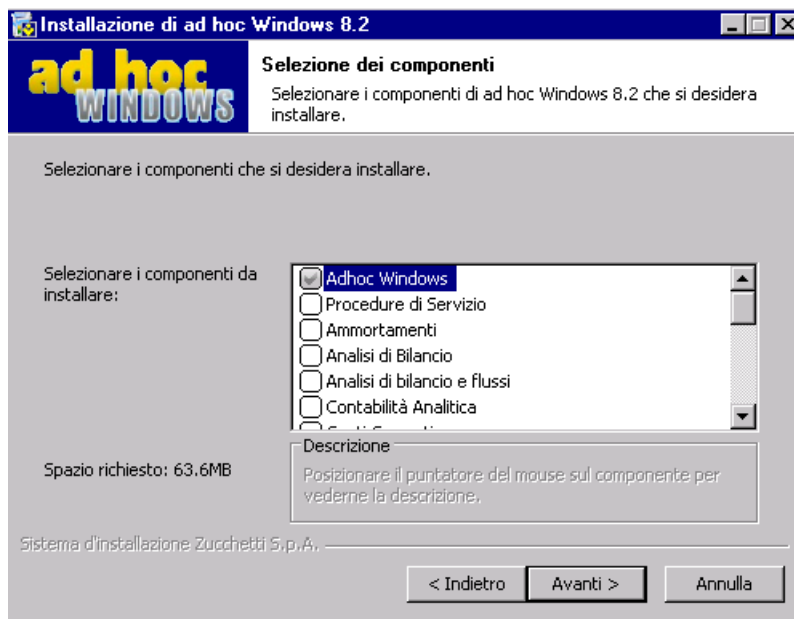 Installazione di ad hoc Windows 8.2
ad hoc
WINDOWS
Selezione dei componenti
Selezionare i componenti di ad hoc Windows 8.2 che si desidera
installare.
Selezionare i componenti che si desidera installare.
Selezionare i componenti da
installare:
Adhoc Windows
Procedure di Servizio
Ammortamenti
Analisi di Bilancio
Analisi di bilancio e flussi
Contabilità Analitica
Spazio richiesto: 63.6MB
Descrizione
Posizionare il puntatore del mouse sul componente per
vederne la descrizione.
Sistema d'installazione Zucchetti S.p.A.
< Indietro
Avanti >
Annulla